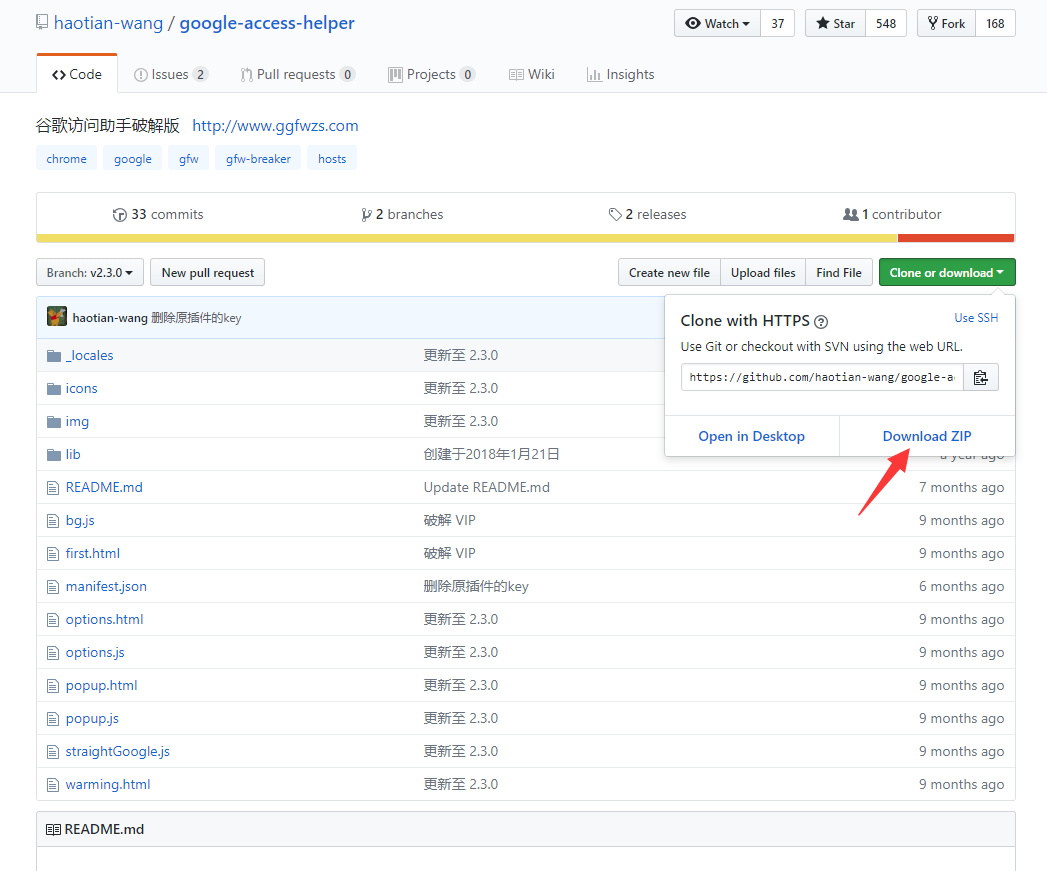 haotian-wang / google-access-helper
Watch 37 Star 548 Fork 168
Code Issues 2 Pull requests 0 Projects 0 Wiki Insights
谷歌访问助手破解版 http://www.ggfwzs.com
chrome google gfw gfw-breaker hosts
33 commits 2 branches 2 releases 1 contributor
Branch: v2.3.0 New pull request Create new file Upload files Find File Clone or download
haotian-wang 删除原插件的key
Clone with HTTPS Use SSH
Use Git or checkout with SVN using the web URL.
https://github.com/haotian-wang/google-a
Open in Desktop Download ZIP
_locales 更新至 2.3.0
icons 更新至 2.3.0
img 更新至 2.3.0
lib 创建于2018年1月21日 a year ago
README.md Update README.md 7 months ago
bg.js 破解 VIP 9 months ago
first.html 破解 VIP 9 months ago
manifest.json 删除原插件的key 6 months ago
options.html 更新至 2.3.0 9 months ago
options.js 更新至 2.3.0 9 months ago
popup.html 更新至 2.3.0 9 months ago
popup.js 更新至 2.3.0 9 months ago
straightGoogle.js 更新至 2.3.0 9 months ago
warming.html 更新至 2.3.0 9 months ago
README.md